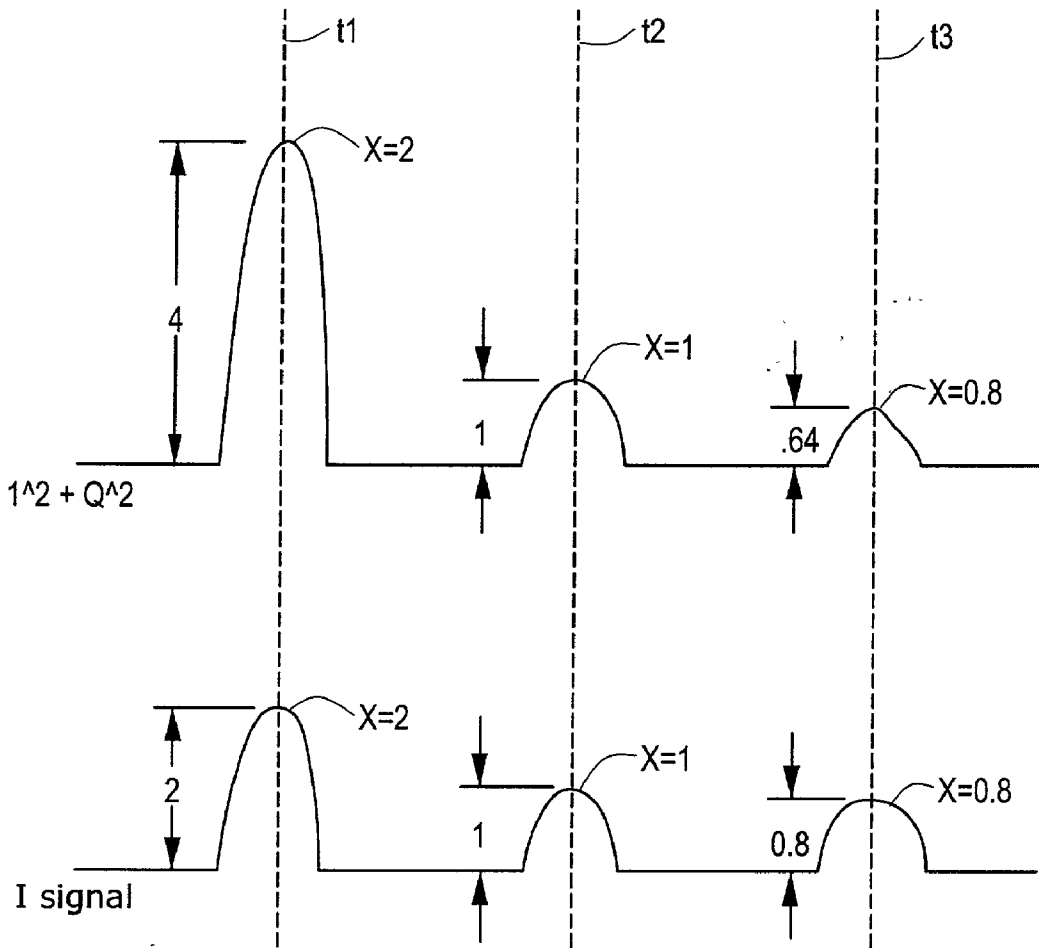 t1
t2
t3
X=2
4
X=1
1
X=0.8
.64
1^2 + Q^2
X=2
2
X=1
1
X=0.8
0.8
I signal